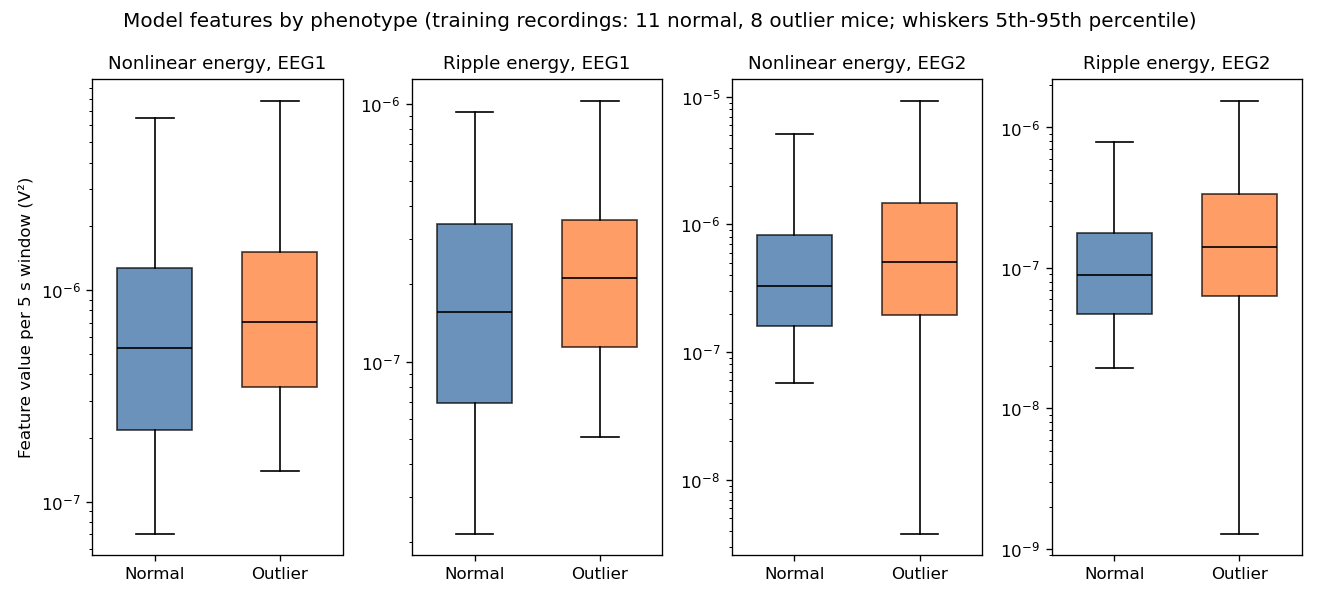 Model features by phenotype (training recordings: 11 normal, 8 outlier mice; whiskers 5th-95th percentile)
Nonlinear energy, EEG1
Ripple energy, EEG1
Nonlinear energy, EEG2
Ripple energy, EEG2
Feature value per 5 s window (V²)
10⁻⁶
10⁻⁷
10⁻⁶
10⁻⁷
10⁻⁵
10⁻⁶
10⁻⁷
10⁻⁸
10⁻⁶
10⁻⁷
10⁻⁸
10⁻⁹
Normal Outlier
Normal Outlier
Normal Outlier
Normal Outlier